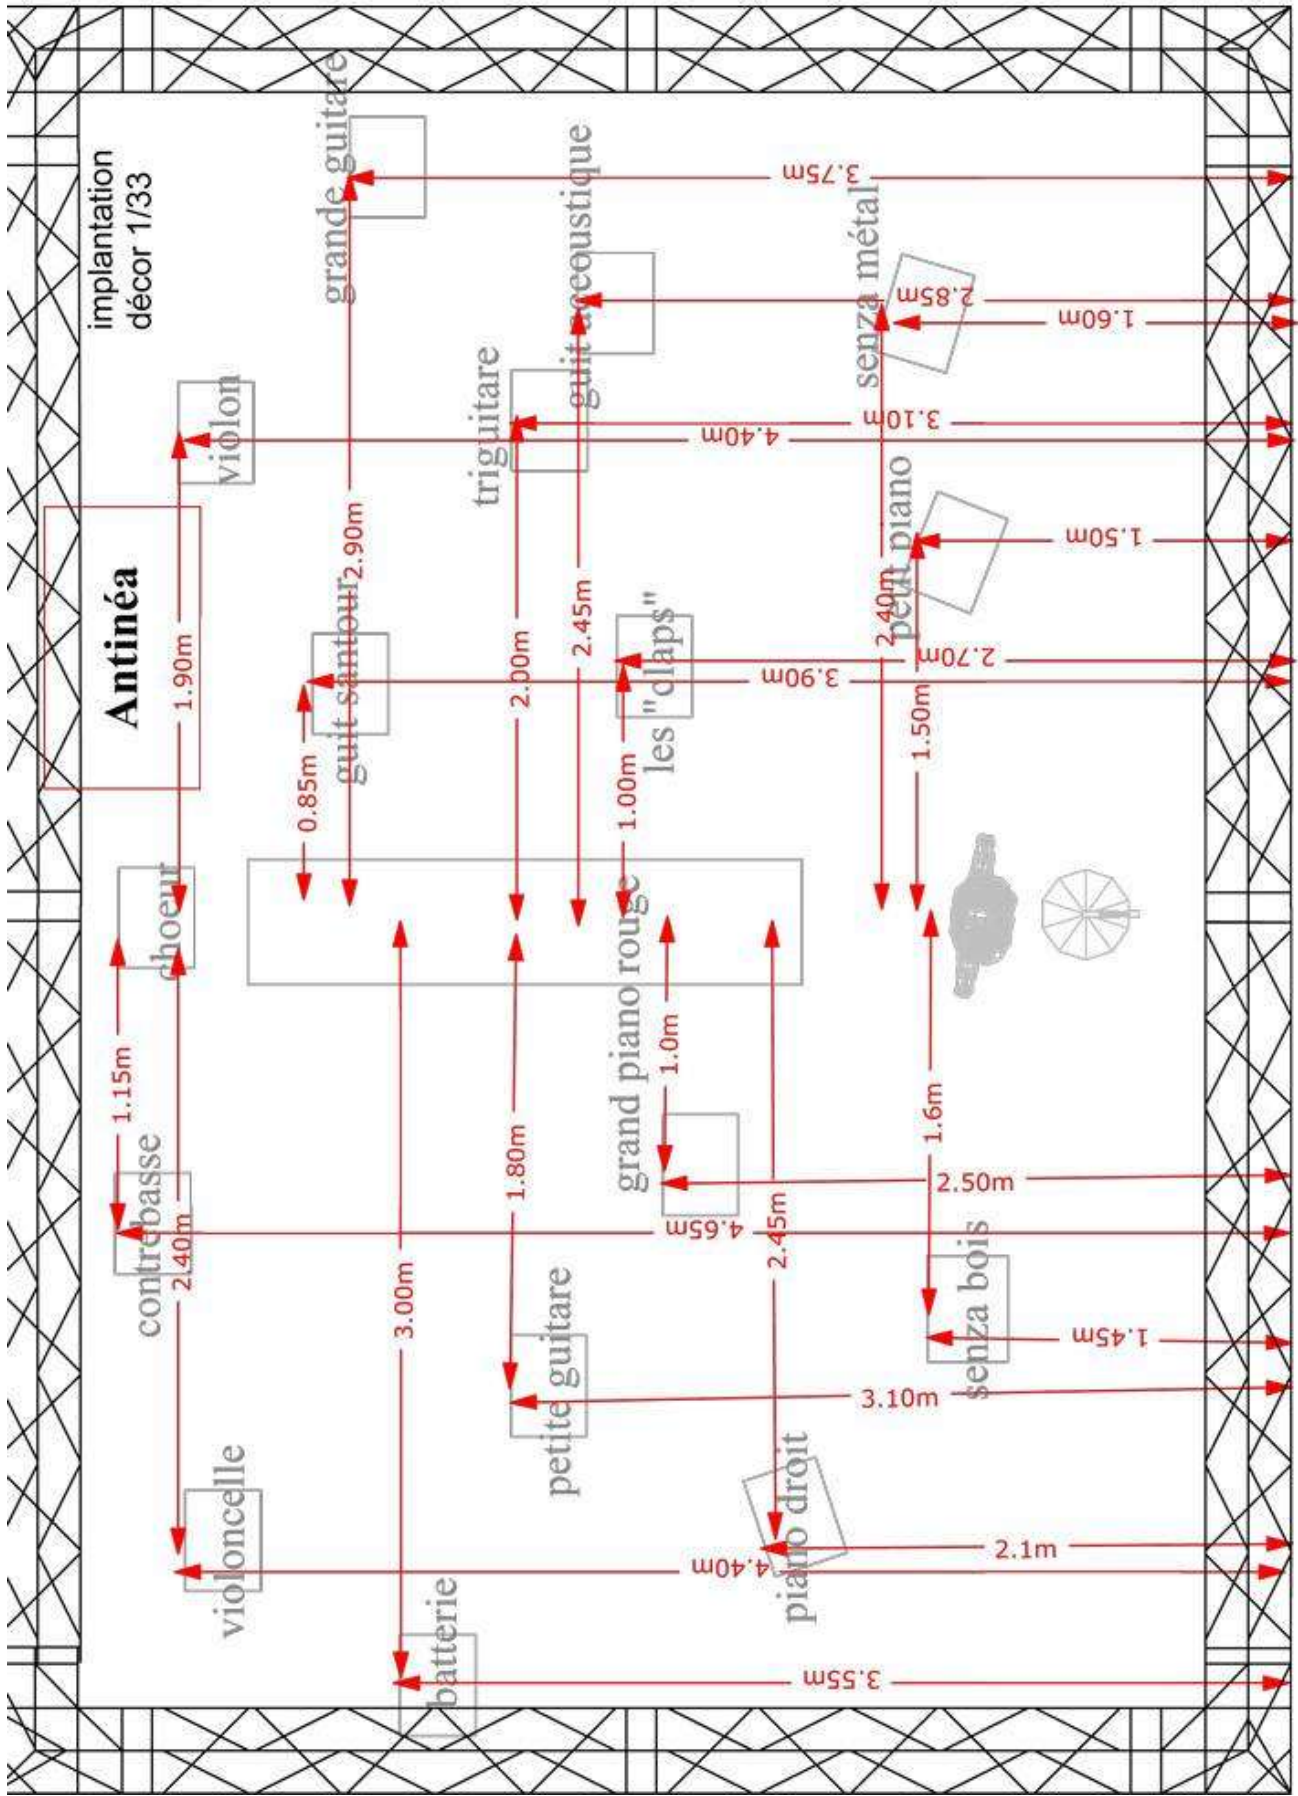 implantation
décor 1/33
Antinéa
grande guitare
guit accoustique
senza métal
violon
triguitare
petit piano
guit santour
les "claps"
choeur
grand piano rouge
contrebasse
petite guitare
senza bois
violoncelle
piano droit
batterie
3.75m
2.85m
1.60m
3.10m
4.40m
1.50m
2.70m
3.90m
2.90m
1.90m
2.00m
2.45m
2.40m
0.85m
1.00m
1.50m
1.15m
2.40m
3.00m
1.80m
1.0m
2.45m
1.6m
2.50m
4.65m
1.45m
3.10m
2.1m
4.40m
3.55m